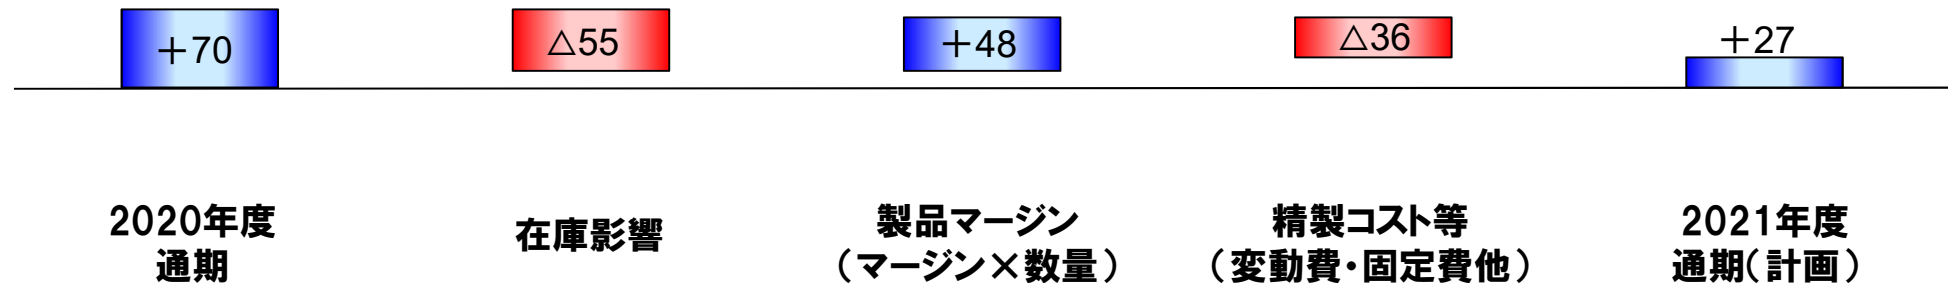 ＋70
△55
＋48
△36
＋27
2020年度
通期
在庫影響
製品マージン
（マージン×数量）
精製コスト等
（変動費・固定費他）
2021年度
通期（計画）